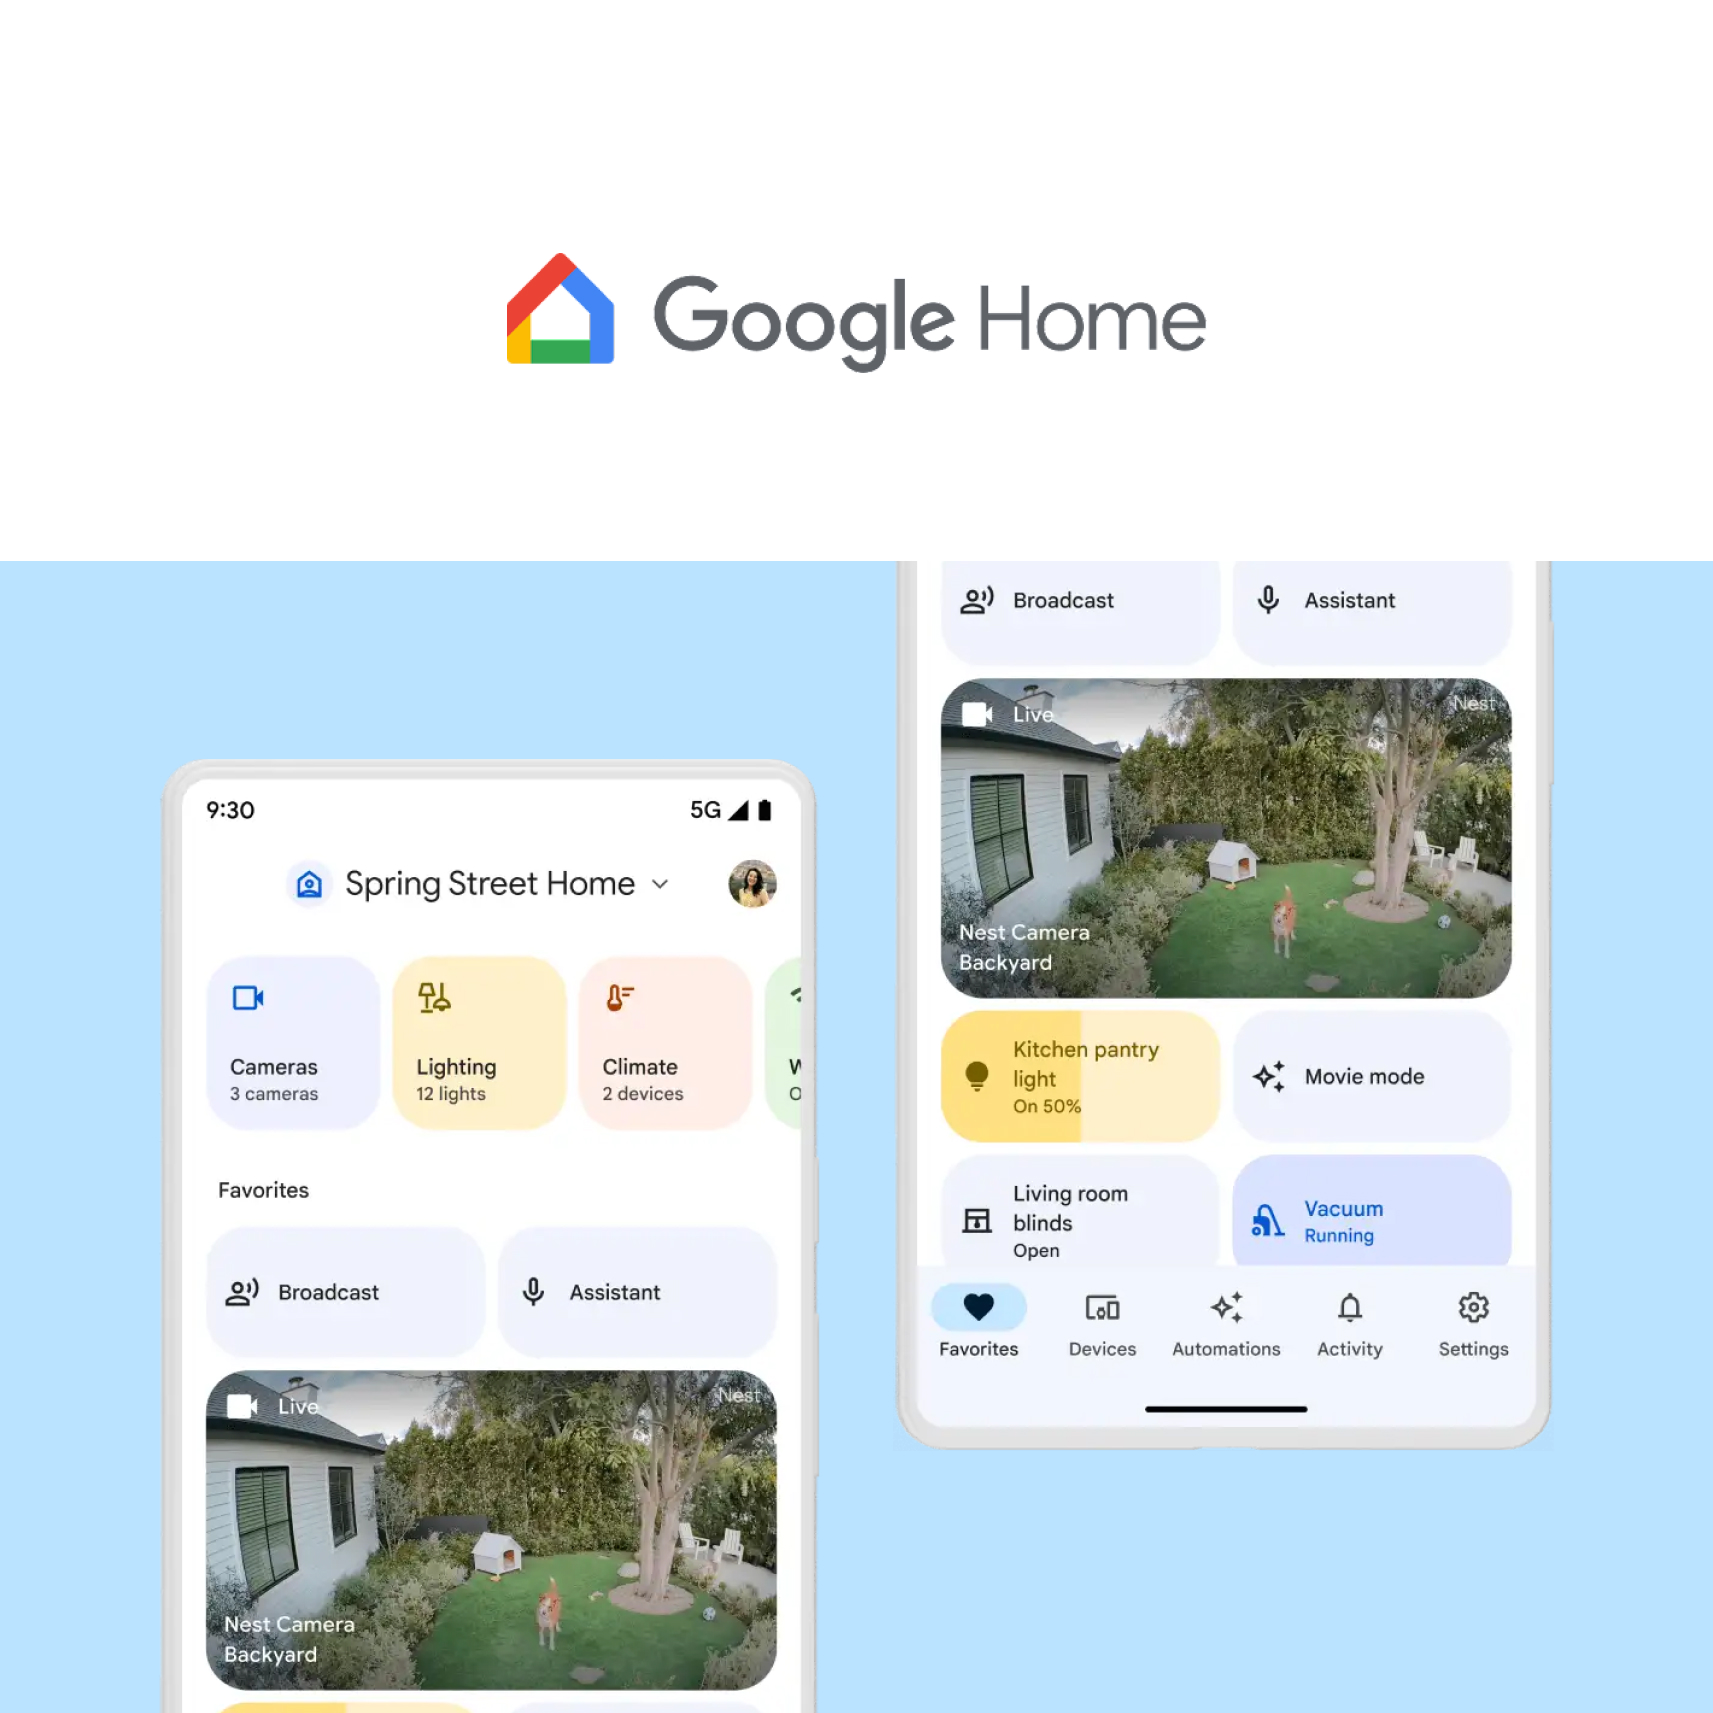 Google Home
9:30
5G
Spring Street Home
Cameras
3 cameras
Lighting
12 lights
Climate
2 devices
Favorites
Broadcast
Assistant
Live
Nest
Nest Camera
Backyard
Broadcast
Assistant
Live
Nest
Nest Camera
Backyard
Kitchen pantry
light
On 50%
Movie mode
Living room
blinds
Open
Vacuum
Running
Favorites
Devices
Automations
Activity
Settings